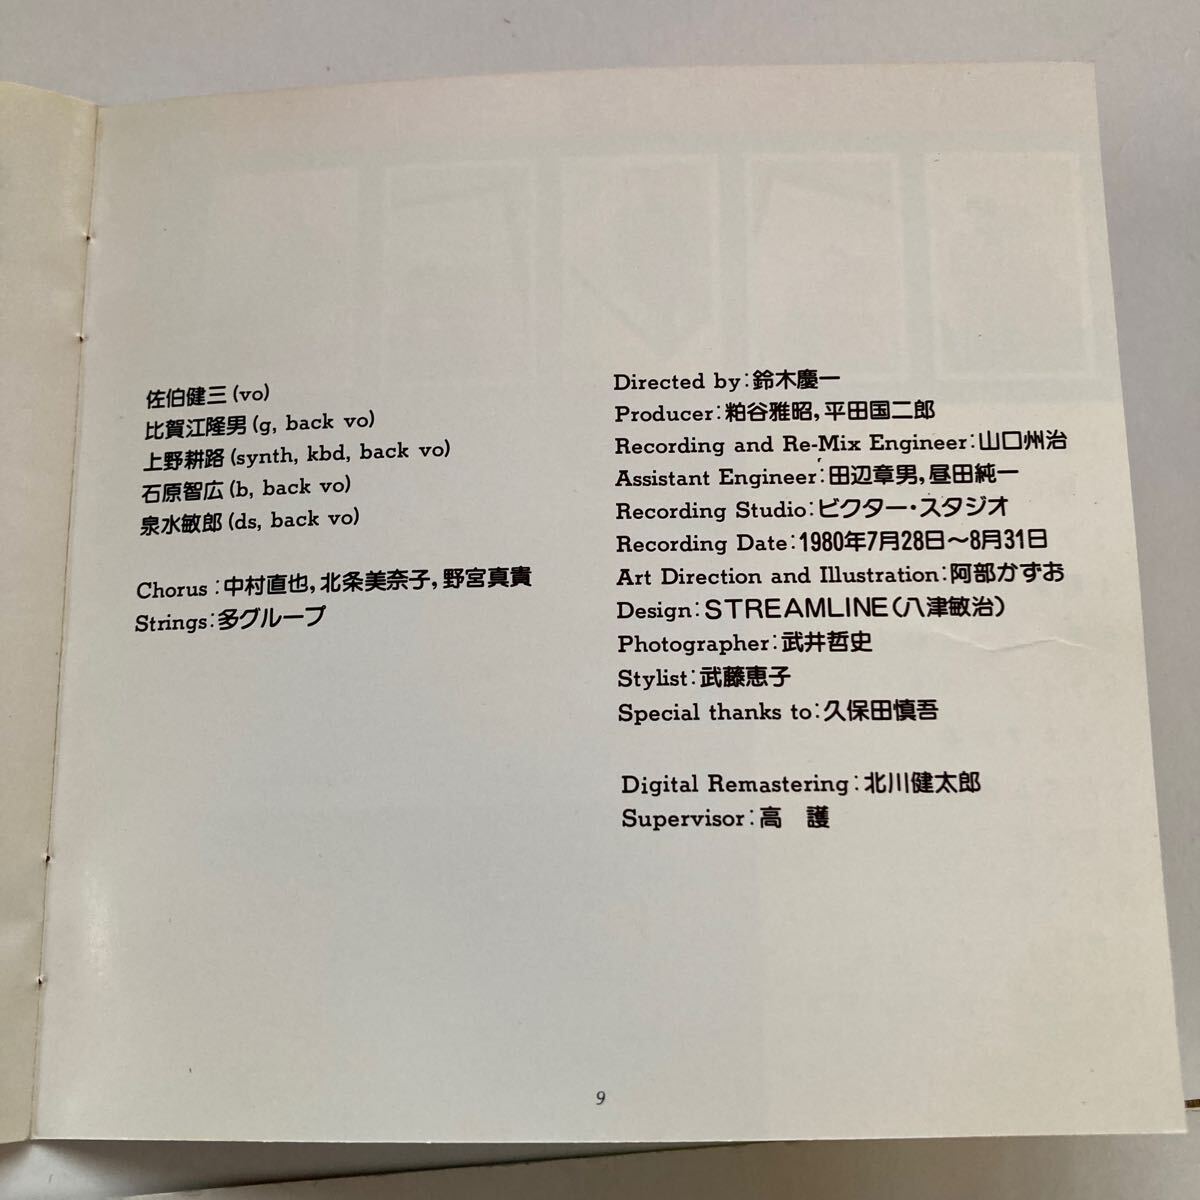 佐伯健三 (vo)
比賀江隆男 (g, back vo)
上野耕路 (synth, kbd, back vo)
石原智広 (b, back vo)
泉水敏郎 (ds, back vo)
Chorus : 中村直也, 北条美奈子, 野宮真貴
Strings: 多グループ
Directed by: 鈴木慶一
Producer: 粕谷雅昭, 平田国二郎
Recording and Re-Mix Engineer: 山口州治
Assistant Engineer: 田辺章男, 昼田純一
Recording Studio: ビクター・スタジオ
Recording Date: 1980年7月28日〜8月31日
Art Direction and Illustration: 阿部かずお
Design: STREAMLINE(八津敏治)
Photographer: 武井哲史
Stylist: 武藤恵子
Special thanks to: 久保田慎吾
Digital Remastering: 北川健太郎
Supervisor: 高　護
9